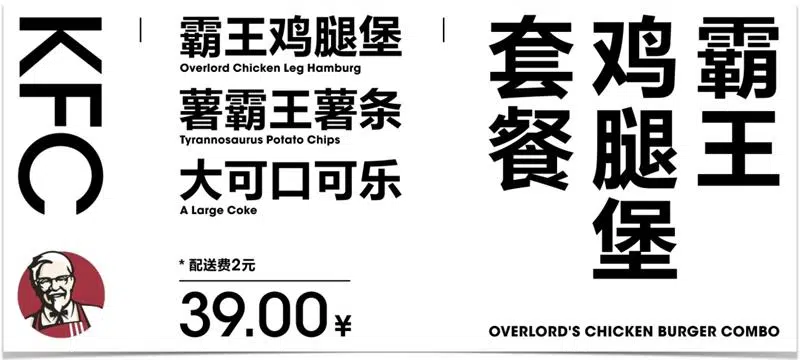 KFC
霸王鸡腿堡
Overlord Chicken Leg Hamburg
薯霸王薯条
Tyrannosaurus Potato Chips
大可口可乐
A Large Coke
* 配送费2元
39.00¥
霸王
鸡腿堡
套餐
OVERLORD'S CHICKEN BURGER COMBO